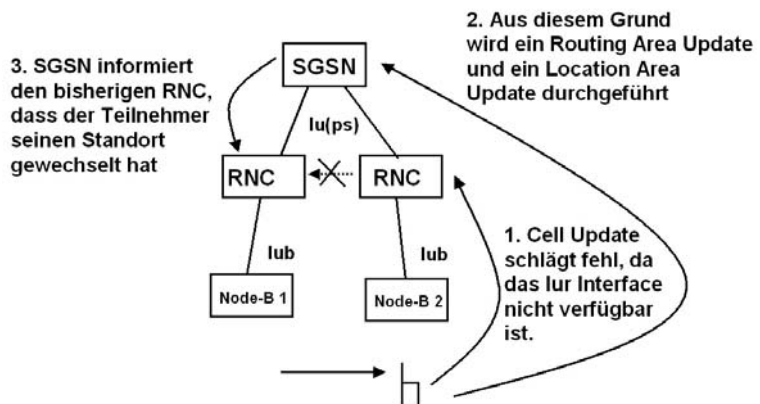 2. Aus diesem Grund
wird ein Routing Area Update
und ein Location Area
Update durchgeführt
3. SGSN informiert
den bisherigen RNC,
dass der Teilnehmer
seinen Standort
gewechselt hat
SGSN
Iu(ps)
RNC
RNC
1. Cell Update
schlägt fehl, da
das Iur Interface
nicht verfügbar
ist.
Iub
Iub
Node-B 1
Node-B 2